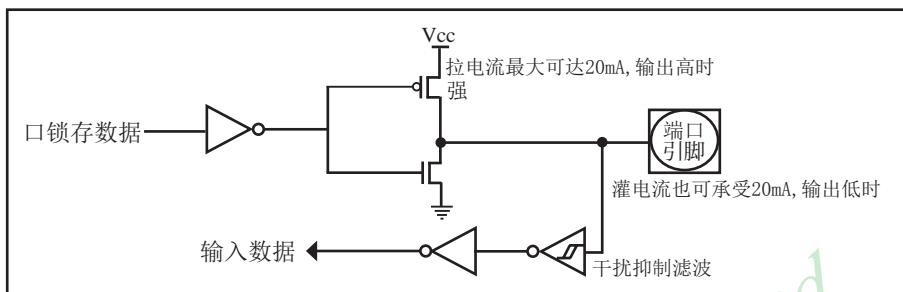 Vcc
拉电流最大可达20mA,输出高时
强
口锁存数据
端口
引脚
灌电流也可承受20mA,输出低时
输入数据
干扰抑制滤波